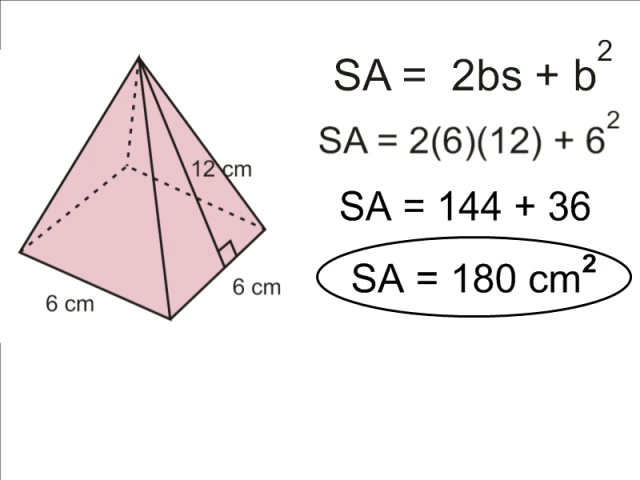 SA = 2bs + b²
SA = 2(6)(12) + 6²
12 cm
SA = 144 + 36
SA = 180 cm²
6 cm
6 cm